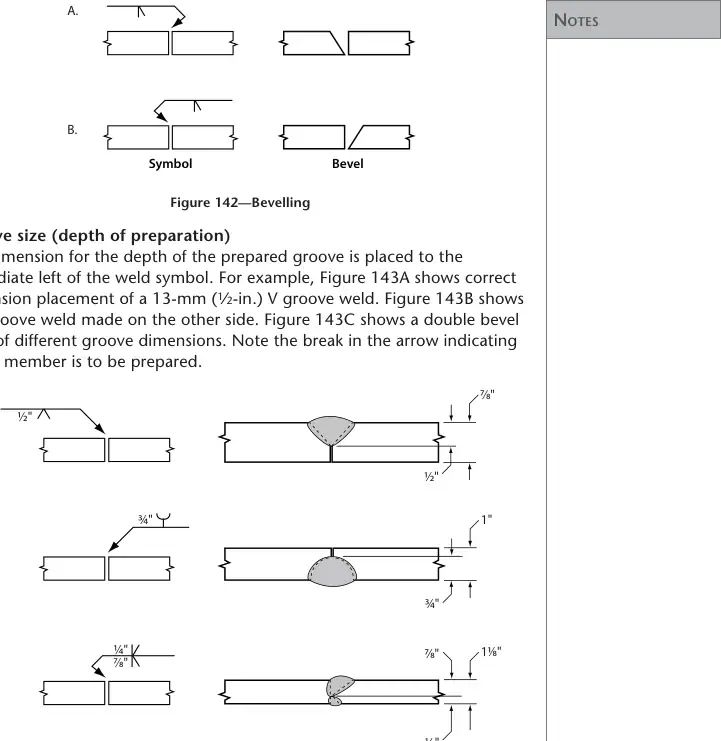 NOTES
A.
B.
Symbol
Bevel
Figure 142—Bevelling
ve size (depth of preparation)
imension for the depth of the prepared groove is placed to the
diate left of the weld symbol. For example, Figure 143A shows correct
nsion placement of a 13-mm (½-in.) V groove weld. Figure 143B shows
oove weld made on the other side. Figure 143C shows a double bevel
of different groove dimensions. Note the break in the arrow indicating
member is to be prepared.
½"
⅞"
½"
¾"
1"
¾"
¼"
⅞"
⅞"
1⅛"